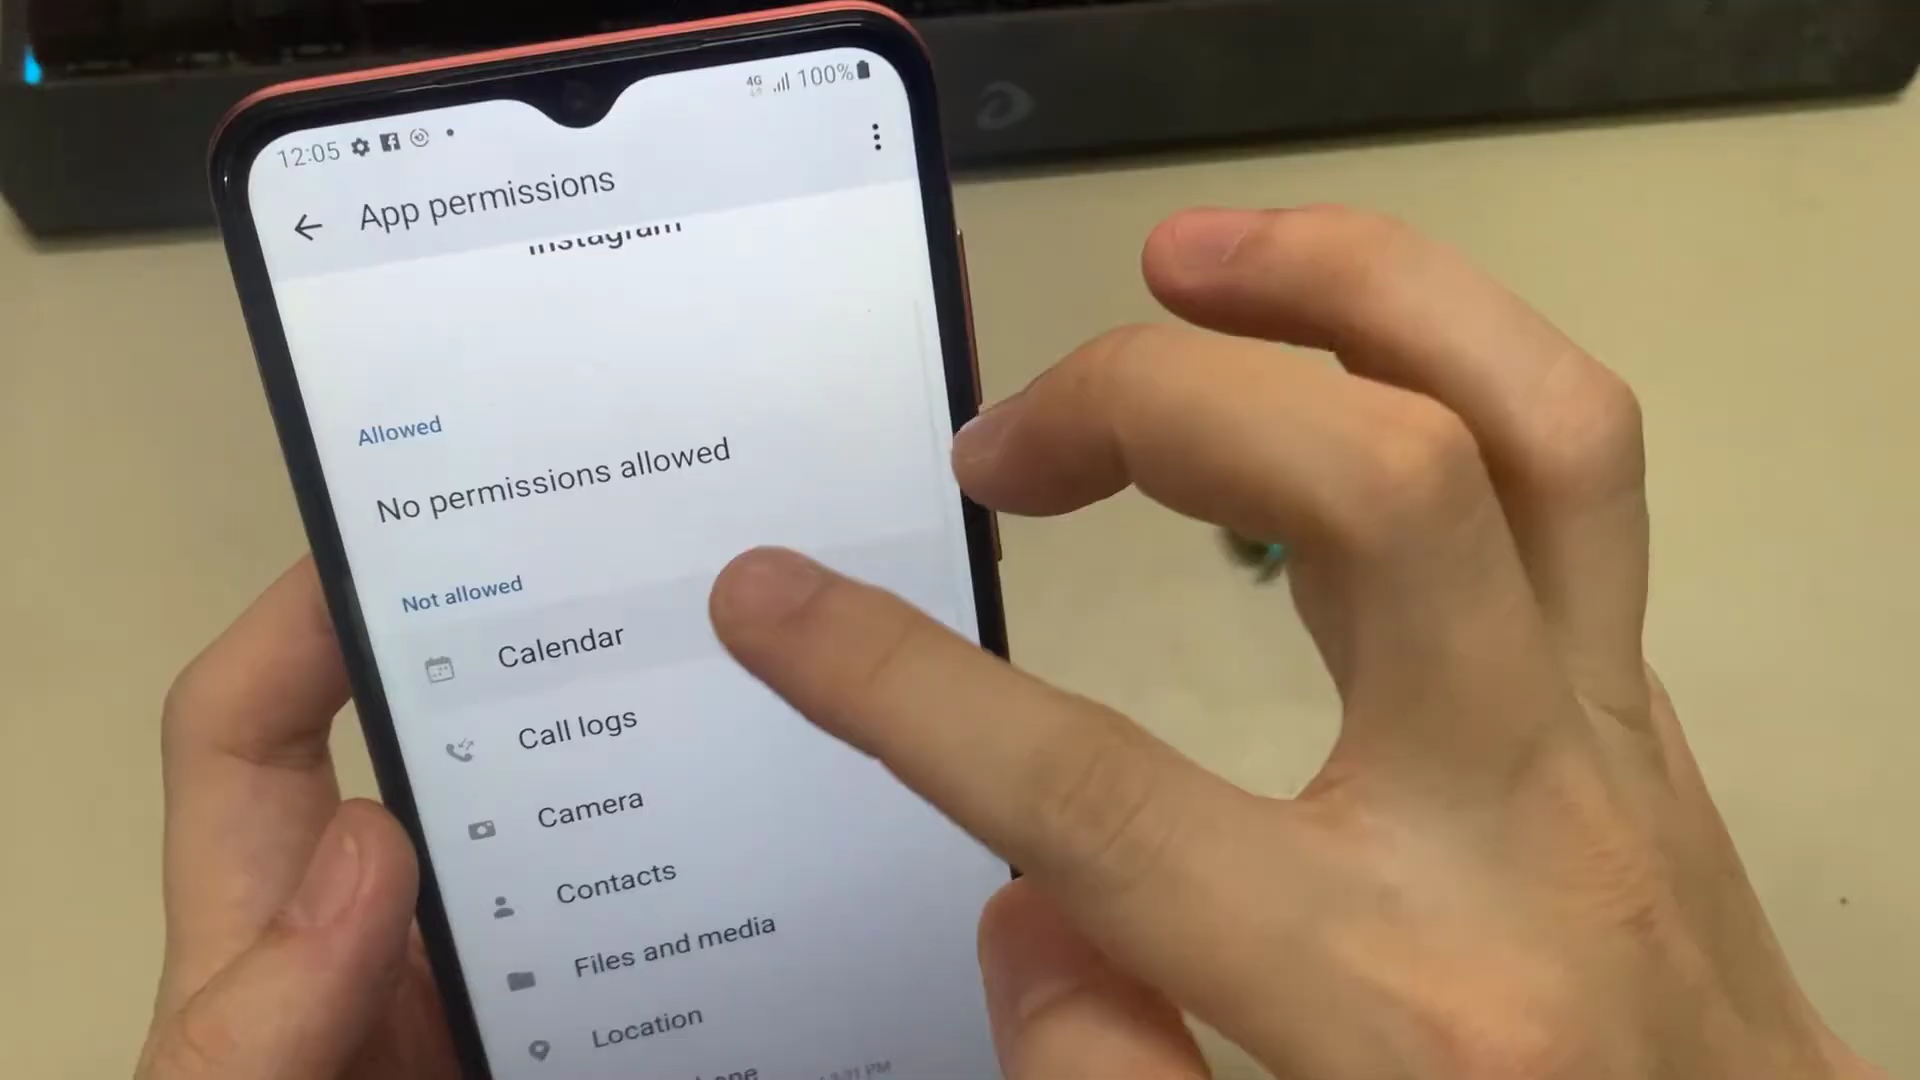 12:05 4G 100%
App permissions
Instagram
Allowed
No permissions allowed
Not allowed
Calendar
Call logs
Camera
Contacts
Files and media
Location